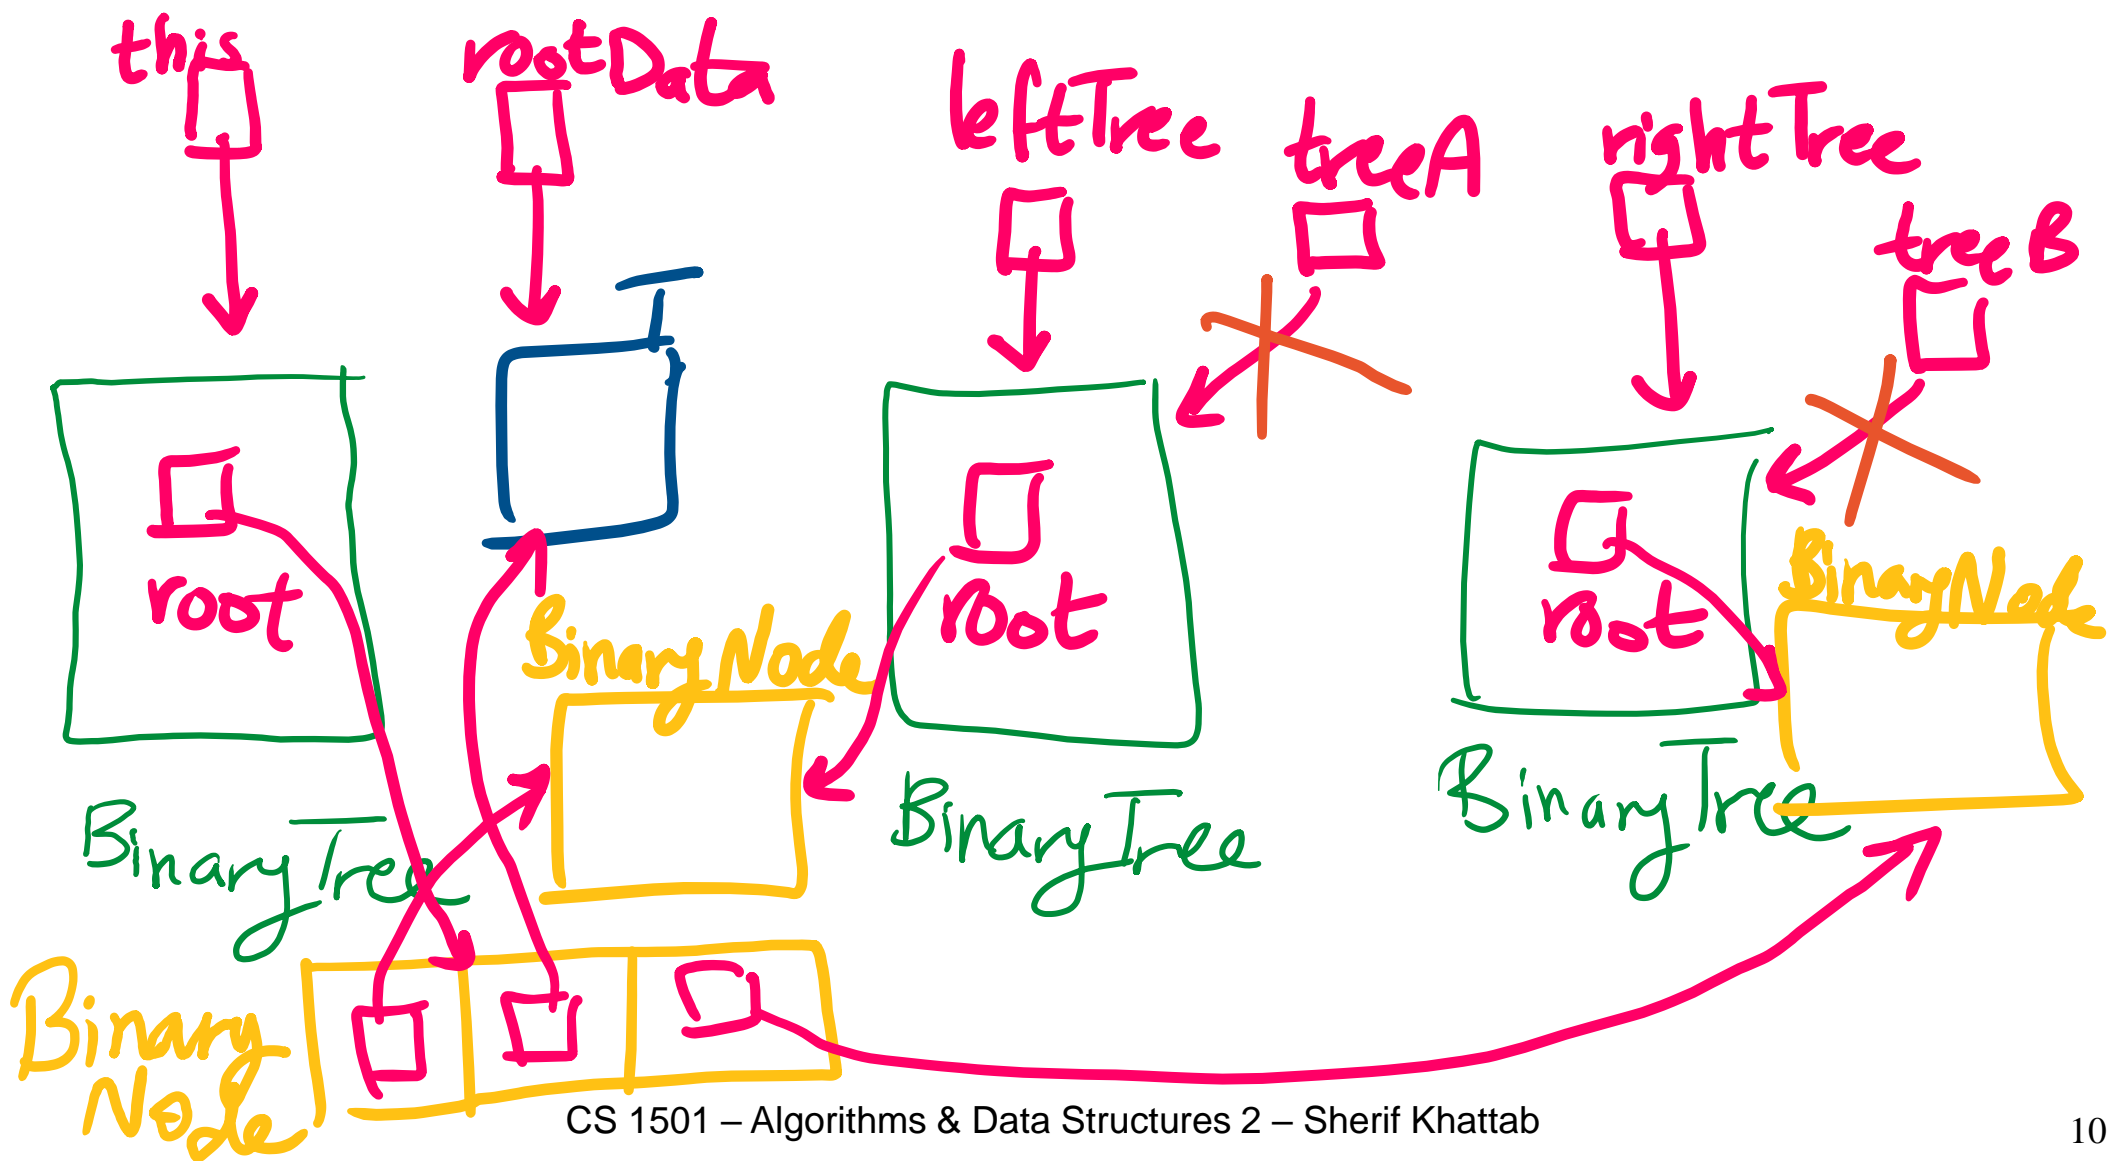 this
rootData
leftTree
treeA
rightTree
treeB
T
root
root
root
BinaryNode
BinaryNode
BinaryTree
BinaryTree
BinaryTree
Binary
Node
CS 1501 – Algorithms & Data Structures 2 – Sherif Khattab
10